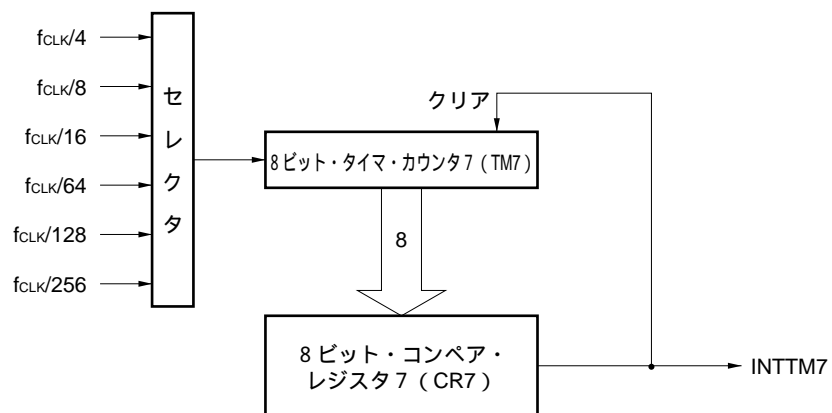 fCLK/4
fCLK/8
fCLK/16
fCLK/64
fCLK/128
fCLK/256
セレクタ
クリア
8ビット・タイマ・カウンタ7（TM7）
8
8ビット・コンペア・
レジスタ7（CR7）
INTTM7